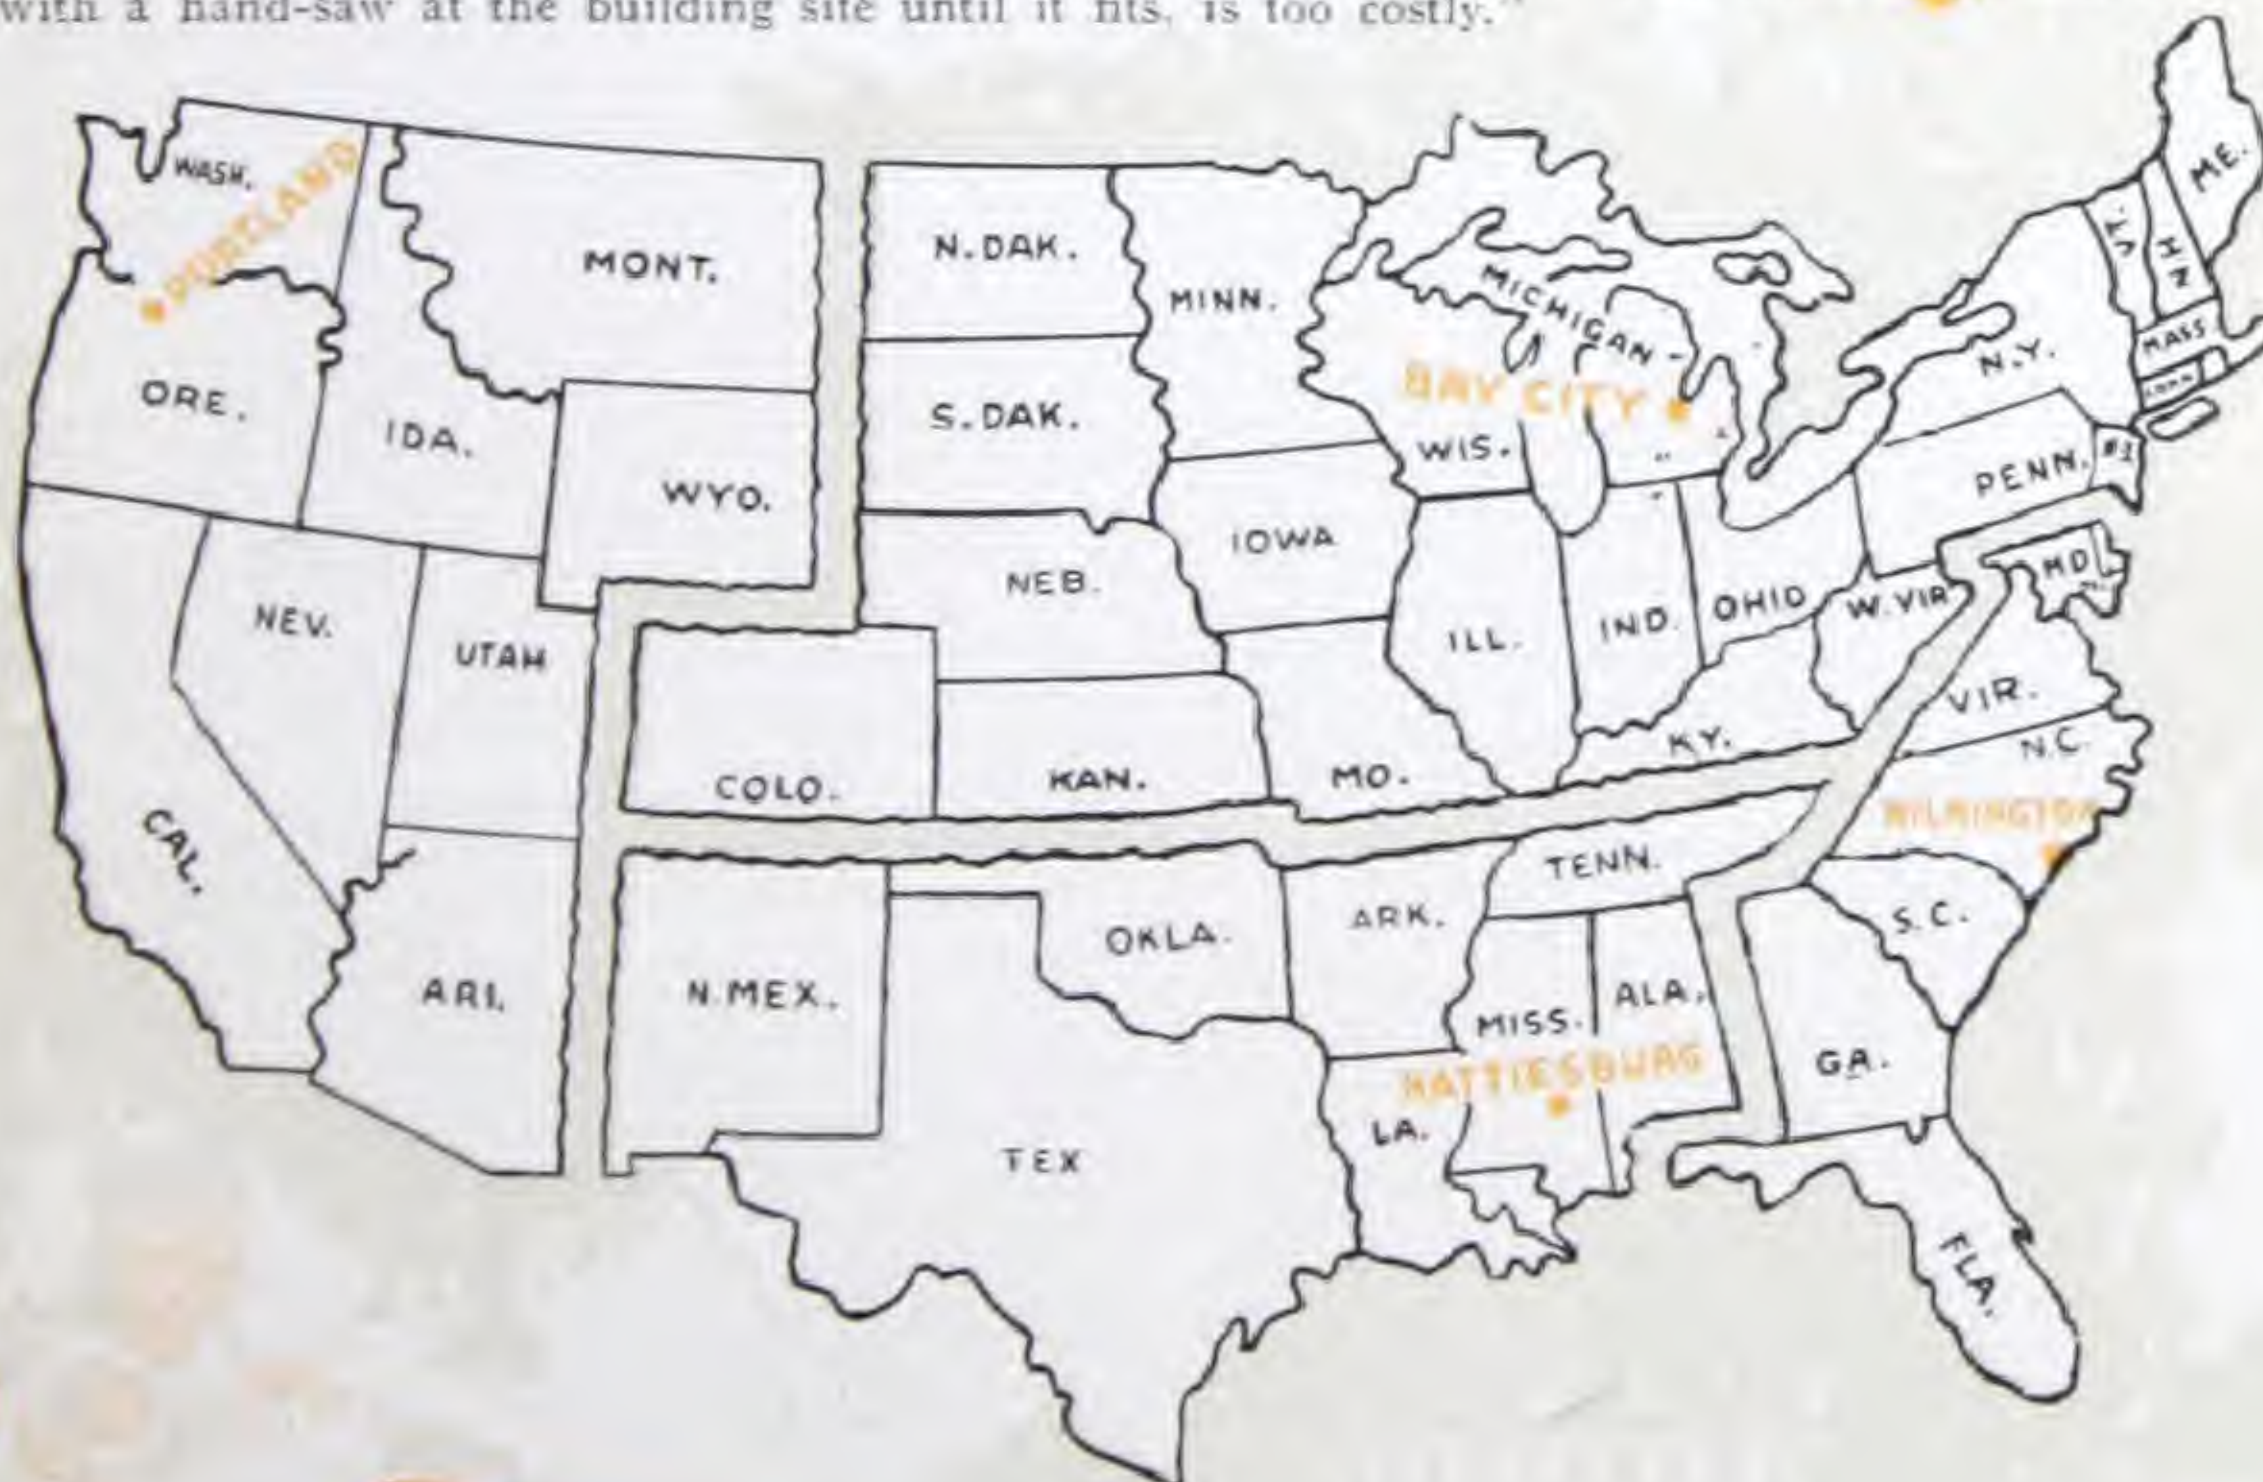 with a hand-saw at the building site until it fits, is too costly."
WASH.
PORTLAND
MONT.
N.DAK.
MINN.
MICHIGAN
ME.
VT.
N H
MASS
CONN
N.Y.
ORE.
IDA.
WYO.
S.DAK.
BAY CITY
WIS.
PENN.
N J
NEV.
UTAH
NEB.
IOWA
ILL.
IND.
OHIO
W.VIR
MD
VIR.
COLO.
KAN.
MO.
KY.
N.C.
WILMINGTON
CAL.
ARI.
N.MEX.
OKLA.
ARK.
TENN.
S.C.
MISS.
ALA.
GA.
HATTIESBURG
TEX
LA.
FLA.